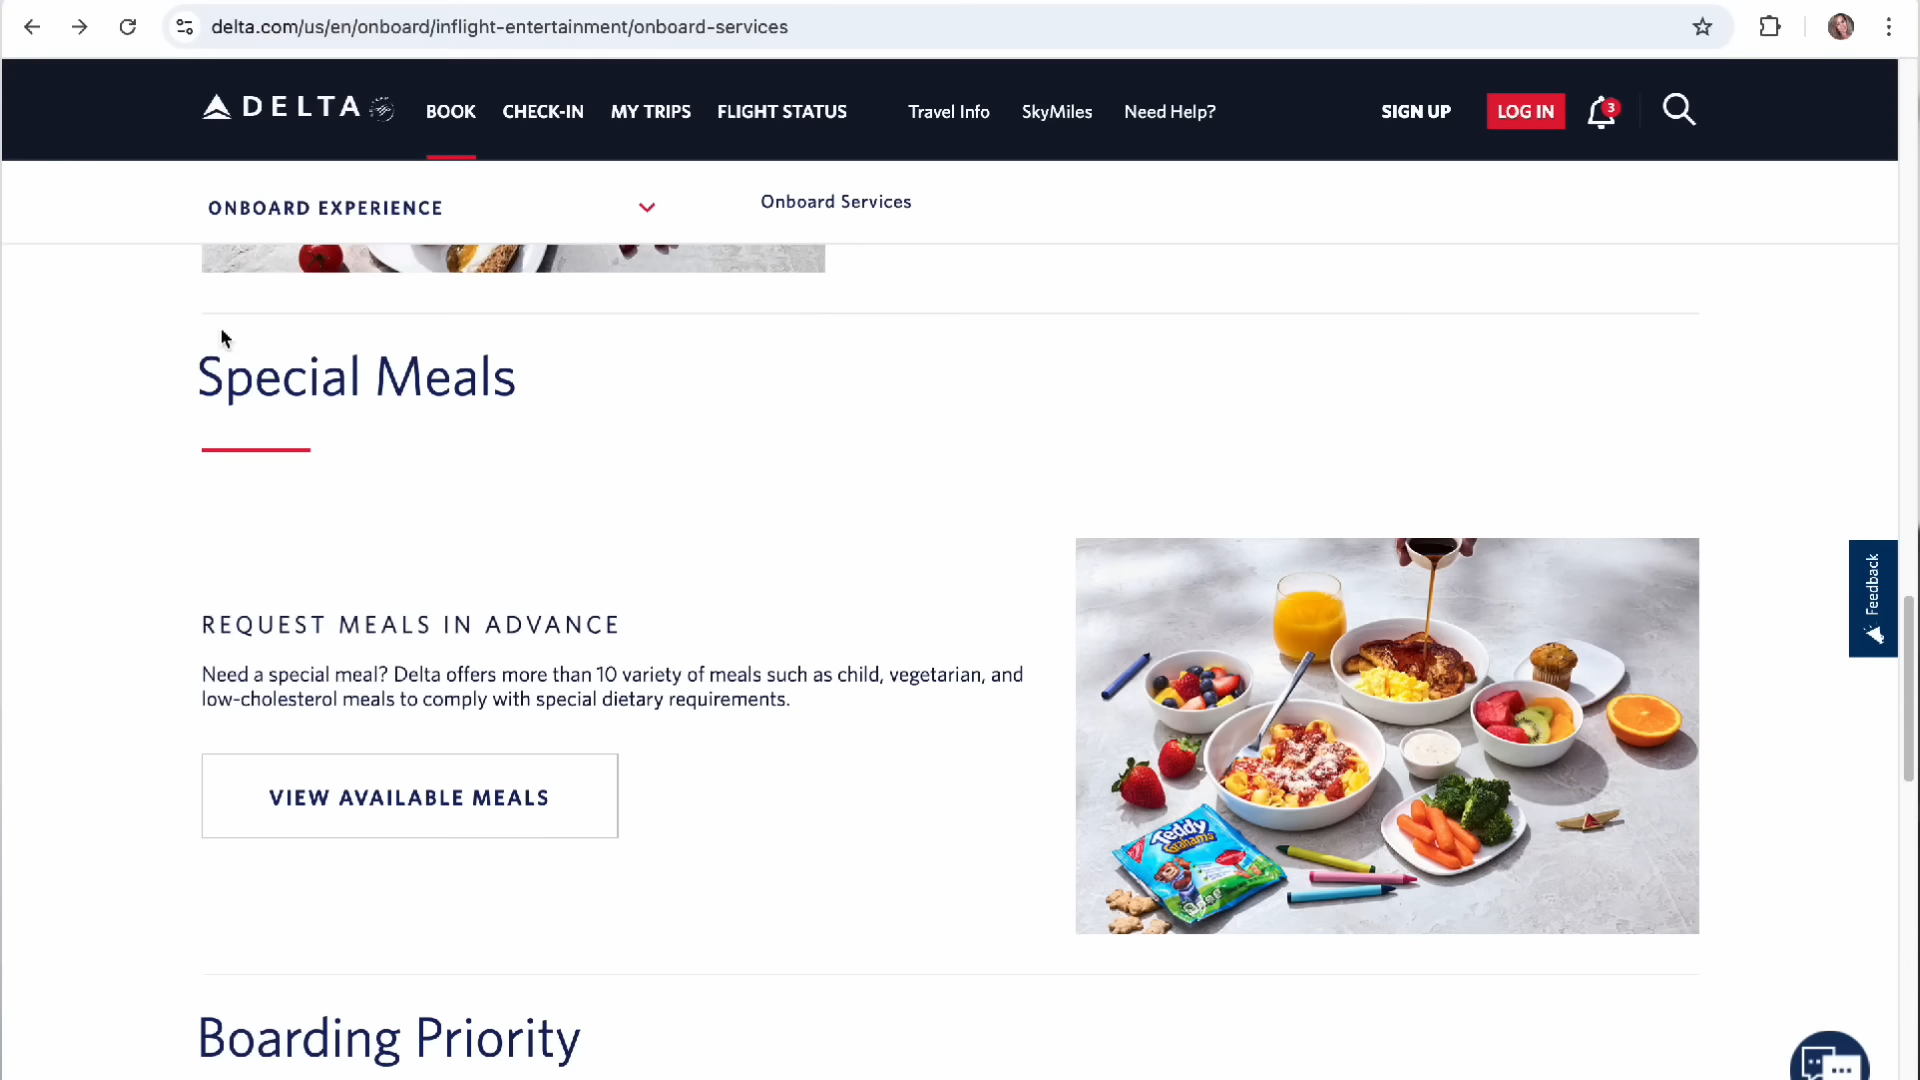 delta.com/us/en/onboard/inflight-entertainment/onboard-services
DELTA BOOK CHECK-IN MY TRIPS FLIGHT STATUS Travel Info SkyMiles Need Help? SIGN UP LOG IN 3
ONBOARD EXPERIENCE Onboard Services
Special Meals
REQUEST MEALS IN ADVANCE
Need a special meal? Delta offers more than 10 variety of meals such as child, vegetarian, and
low-cholesterol meals to comply with special dietary requirements.
VIEW AVAILABLE MEALS
Teddy
Grahams
Feedback
Boarding Priority